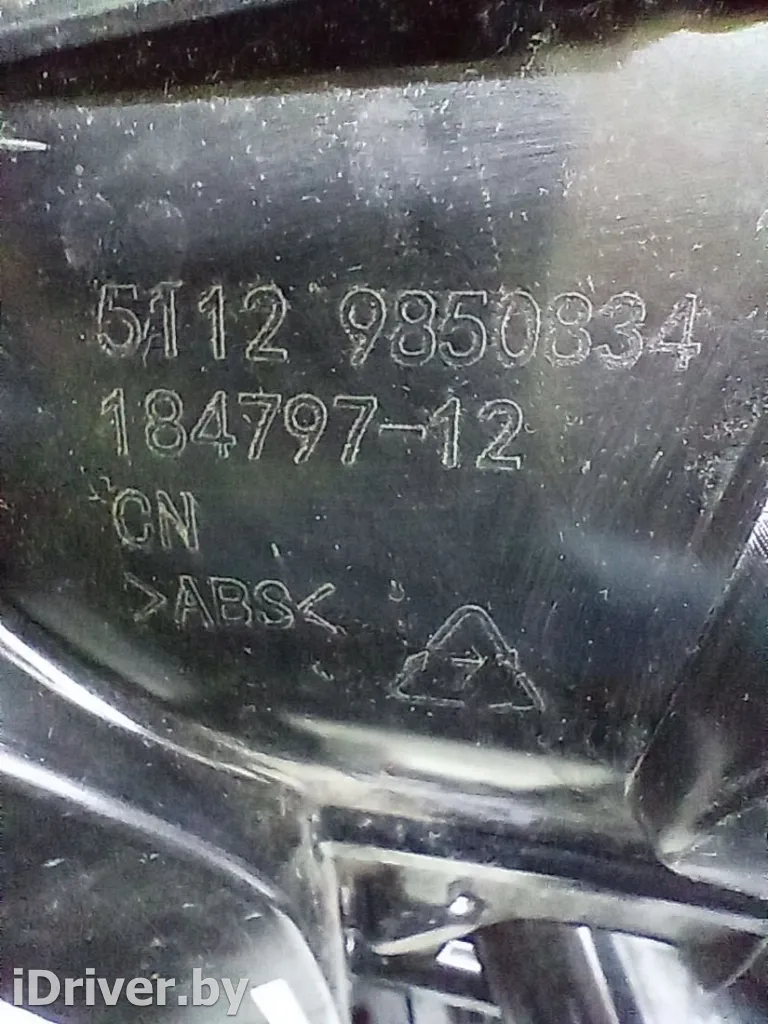 5112 9850834
184797-12
CN
>ABS<
iDriver.by